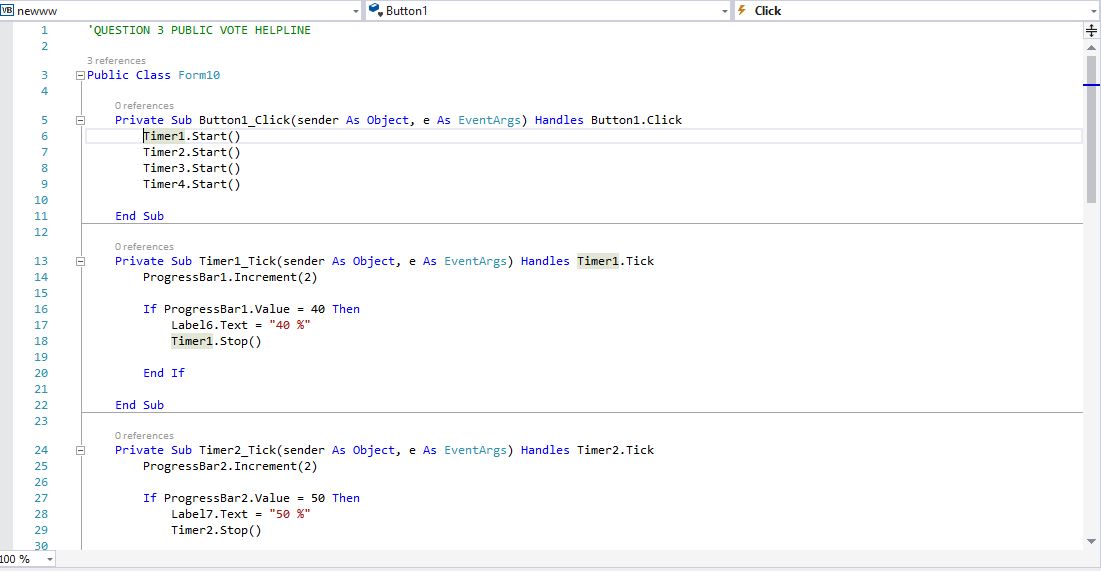 VB newww Button1 Click
1 'QUESTION 3 PUBLIC VOTE HELPLINE
2
3 references
3 Public Class Form10
4
0 references
5 Private Sub Button1_Click(sender As Object, e As EventArgs) Handles Button1.Click
6 Timer1.Start()
7 Timer2.Start()
8 Timer3.Start()
9 Timer4.Start()
10
11 End Sub
12
0 references
13 Private Sub Timer1_Tick(sender As Object, e As EventArgs) Handles Timer1.Tick
14 ProgressBar1.Increment(2)
15
16 If ProgressBar1.Value = 40 Then
17 Label6.Text = "40 %"
18 Timer1.Stop()
19
20 End If
21
22 End Sub
23
0 references
24 Private Sub Timer2_Tick(sender As Object, e As EventArgs) Handles Timer2.Tick
25 ProgressBar2.Increment(2)
26
27 If ProgressBar2.Value = 50 Then
28 Label7.Text = "50 %"
29 Timer2.Stop()
30
100 %